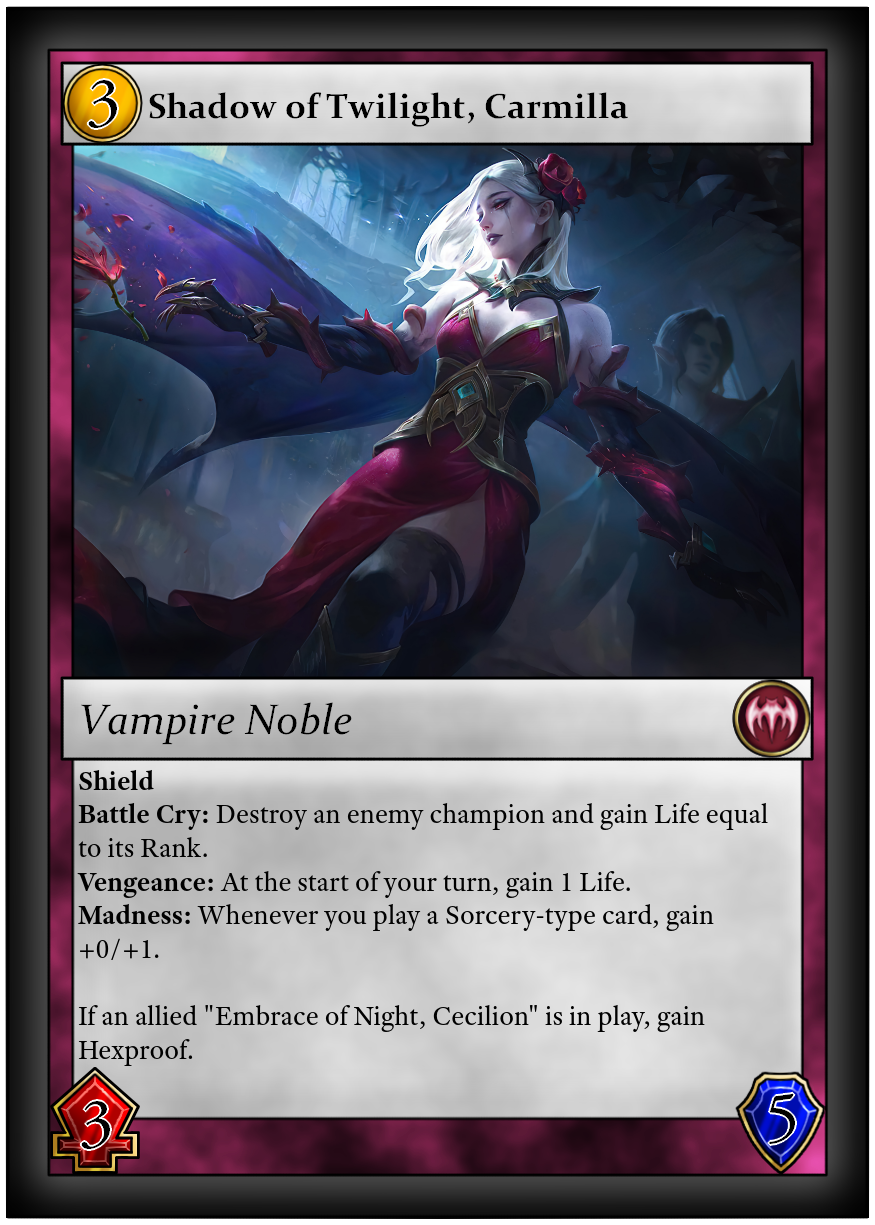 3
Shadow of Twilight, Carmilla
Vampire Noble
Shield
Battle Cry: Destroy an enemy champion and gain Life equal
to its Rank.
Vengeance: At the start of your turn, gain 1 Life.
Madness: Whenever you play a Sorcery-type card, gain
+0/+1.
If an allied "Embrace of Night, Cecilion" is in play, gain
Hexproof.
3
5